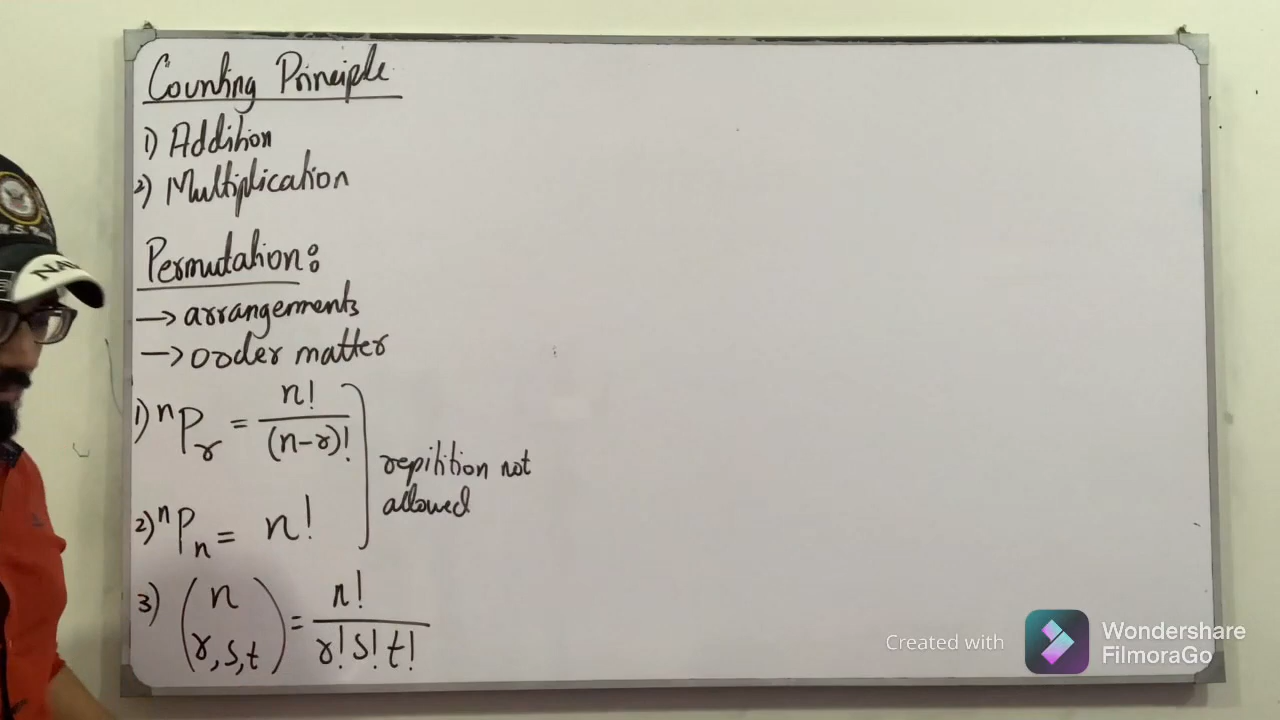 Counting Principle
1) Addition
2) Multiplication
Permutation:
→ arrangements
→ order matter
1) ⁿPᵣ = n! / (n-r)!
repitition not
allowed
2) ⁿPₙ = n!
3) (n / r,s,t) = n! / r! s! t!
NAV
Created with
Wondershare
FilmoraGo